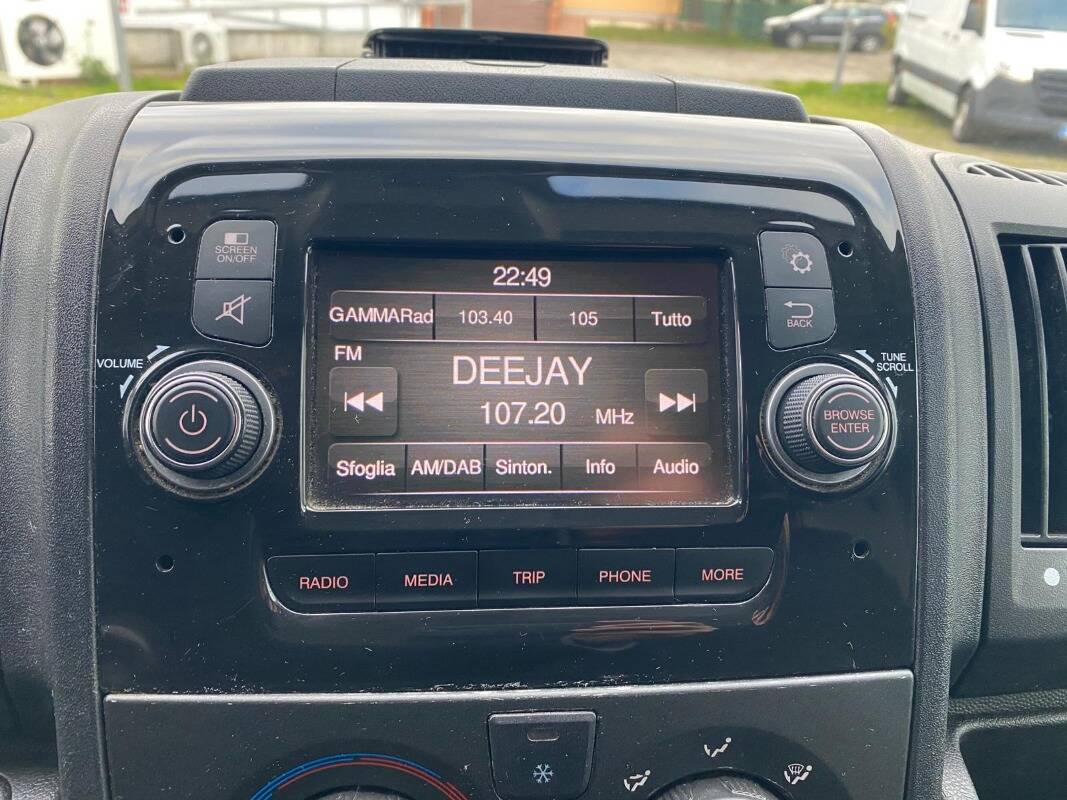 SCREEN
ON/OFF
22:49
GAMMARad 103.40 105 Tutto
FM
DEEJAY
107.20 MHz
Sfoglia AM/DAB Sinton. Info Audio
VOLUME
BACK
TUNE
SCROLL
BROWSE
ENTER
RADIO MEDIA TRIP PHONE MORE